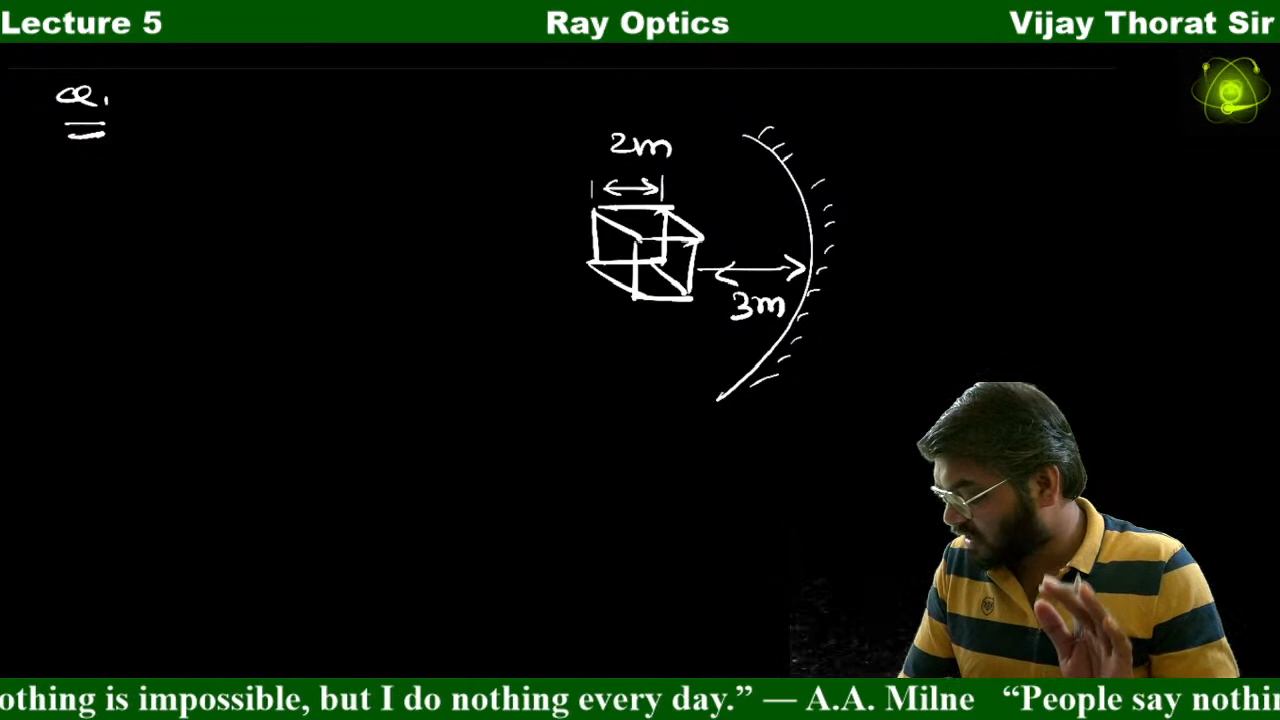 Lecture 5 Ray Optics Vijay Thorat Sir
Q.
2m
3m
othing is impossible, but I do nothing every day.” — A.A. Milne “People say nothi